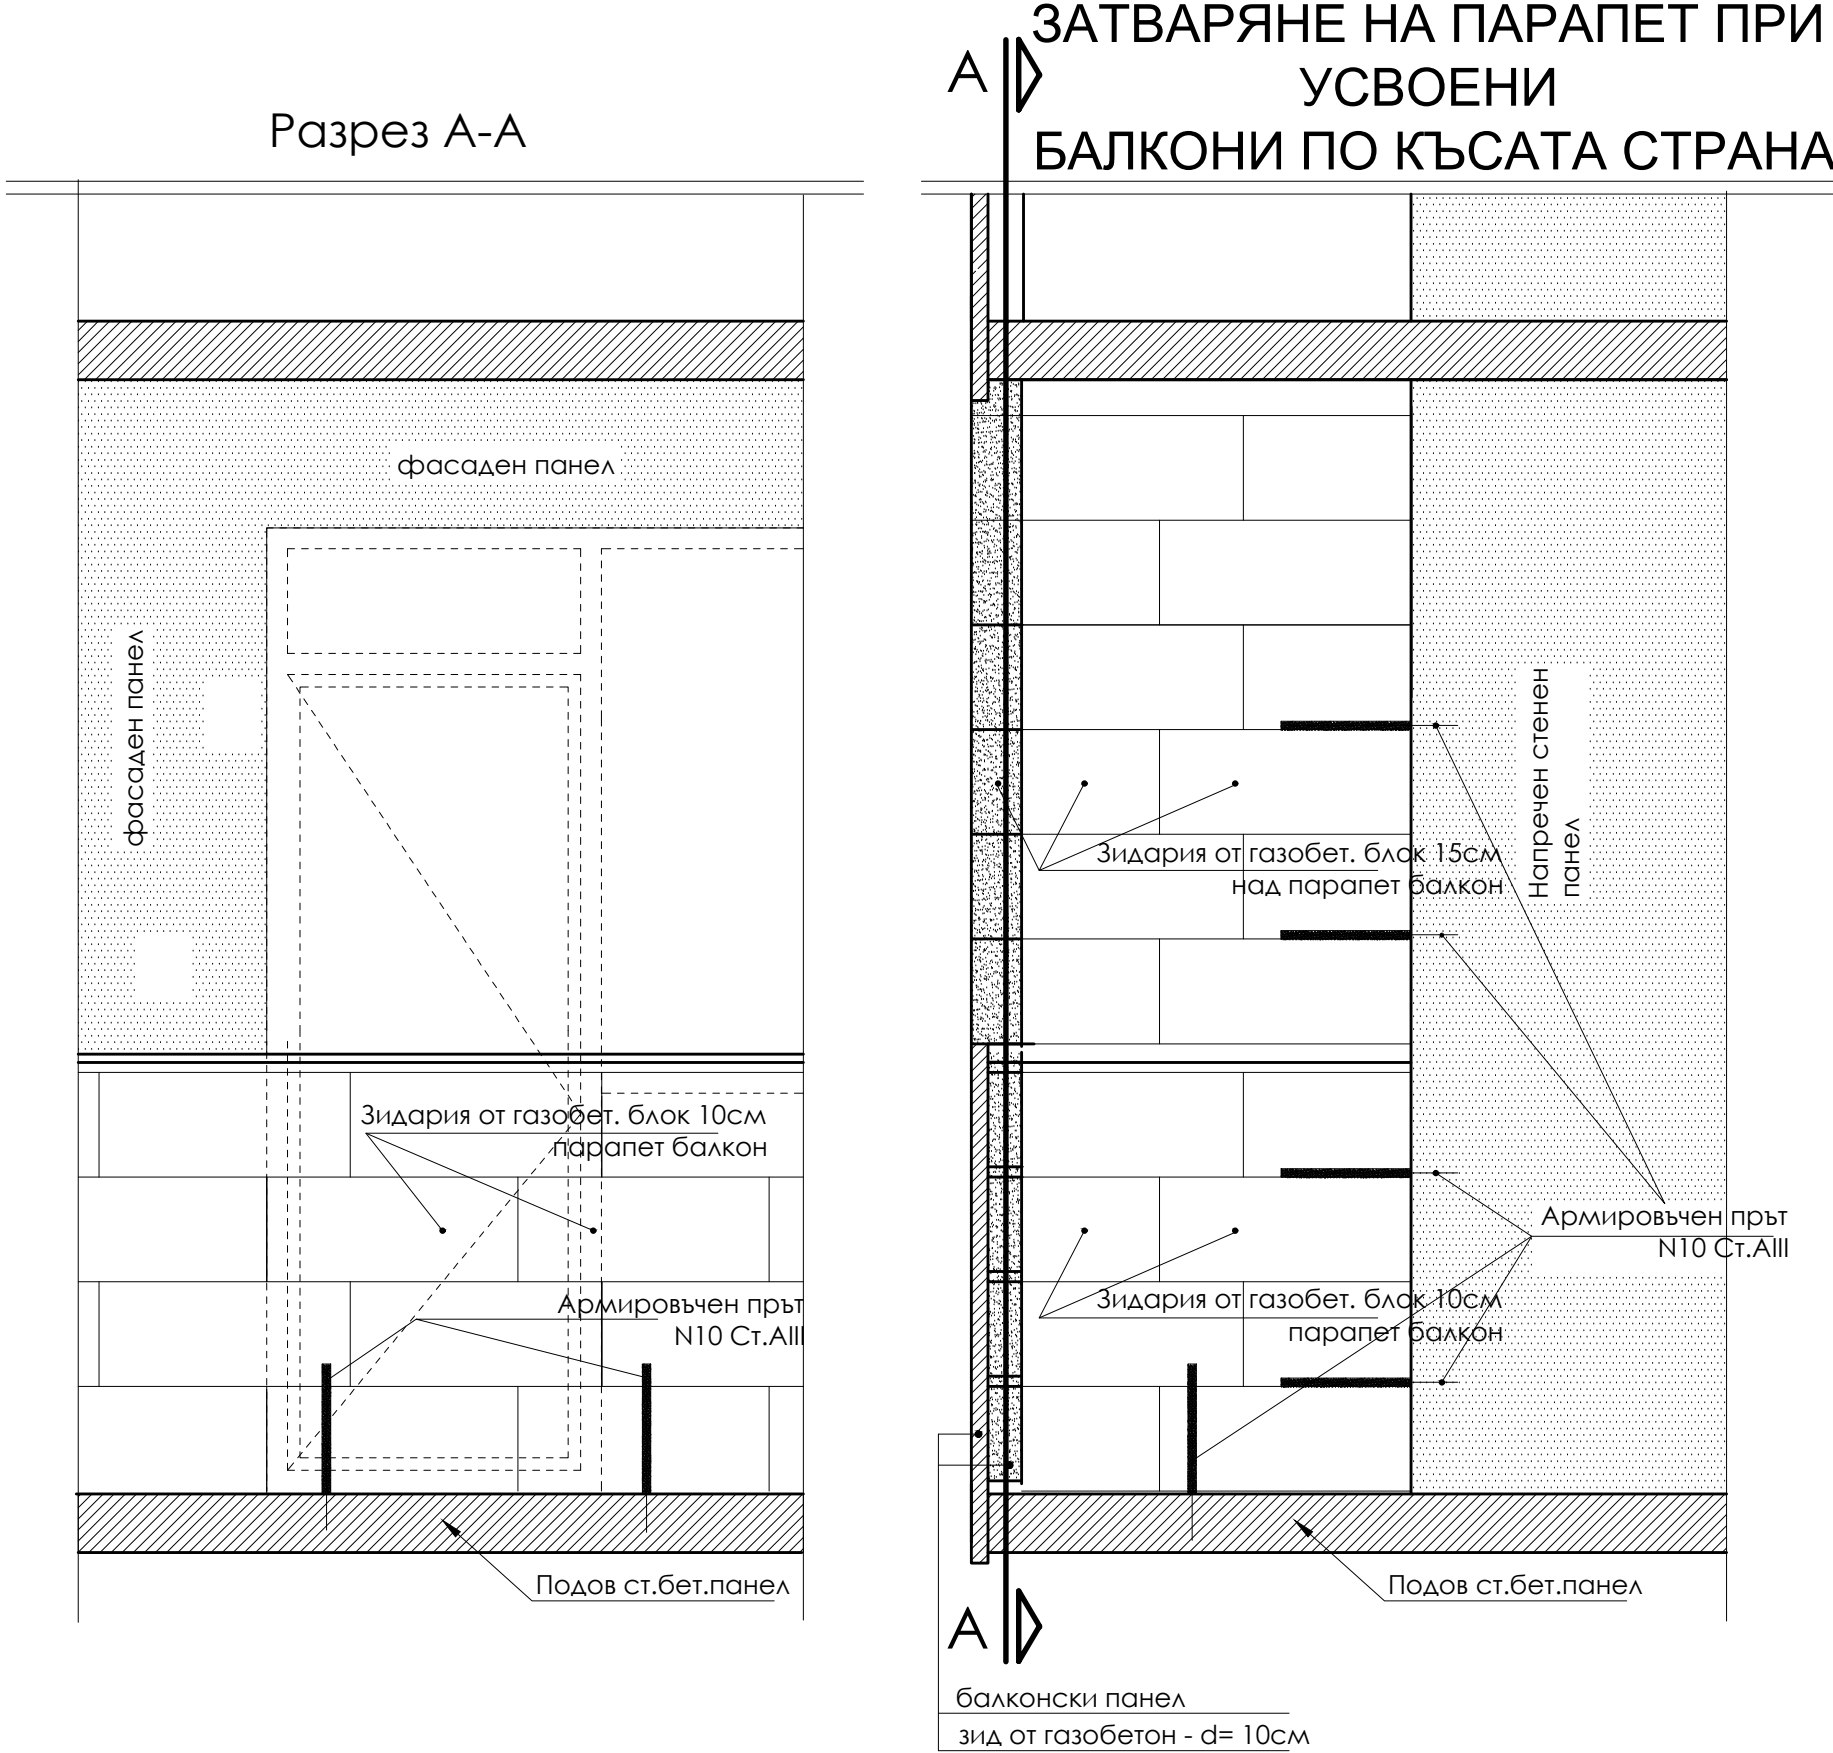 ЗАТВАРЯНЕ НА ПАРАПЕТ ПРИ
УСВОЕНИ
БАЛКОНИ ПО КЪСАТА СТРАНА
А
Разрез А-А
фасаден панел
фасаден панел
Зидария от газобет. блок 10см
парапет балкон
Армировъчен прът
N10 Ст.АIII
Подов ст.бет.панел
Напречен стенен
панел
Зидария от газобет. блок 15см
над парапет балкон
Армировъчен прът
N10 Ст.АIII
Зидария от газобет. блок 10см
парапет балкон
Подов ст.бет.панел
А
балконски панел
зид от газобетон - d= 10см